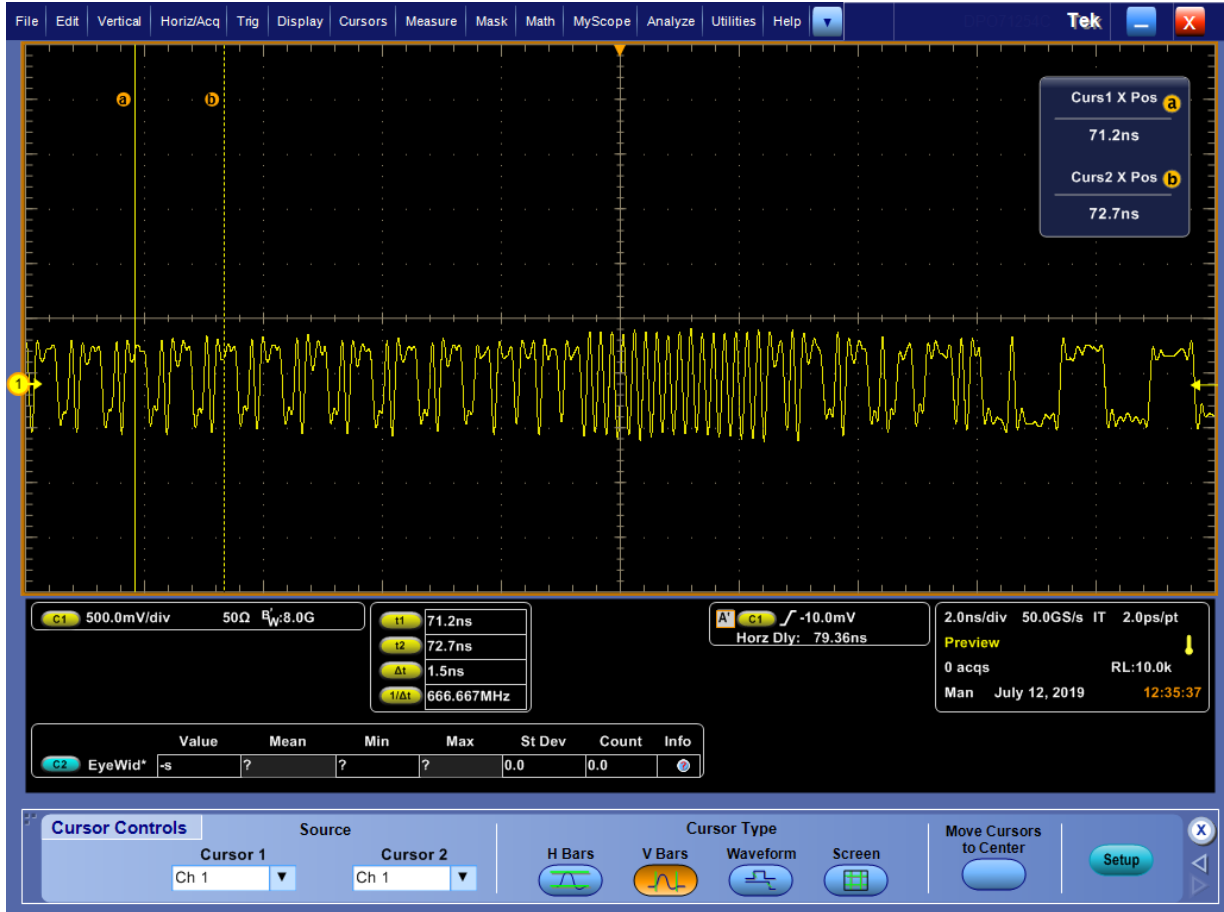 File Edit Vertical Horiz/Acq Trig Display Cursors Measure Mask Math MyScope Analyze Utilities Help Tek X
a b
Curs1 X Pos a
71.2ns
Curs2 X Pos b
72.7ns
1
C1 500.0mV/div 50Ω B'W:8.0G
t1 71.2ns
t2 72.7ns
Δt 1.5ns
1/Δt 666.667MHz
A' C1 -10.0mV
Horz Dly: 79.36ns
2.0ns/div 50.0GS/s IT 2.0ps/pt
Preview
0 acqs RL:10.0k
Man July 12, 2019 12:35:37
Value Mean Min Max St Dev Count Info
C2 EyeWid* -s ? ? ? 0.0 0.0 ?
Cursor Controls
Source
Cursor 1 Cursor 2
Ch 1 Ch 1
Cursor Type
H Bars V Bars Waveform Screen
Move Cursors
to Center
Setup
X